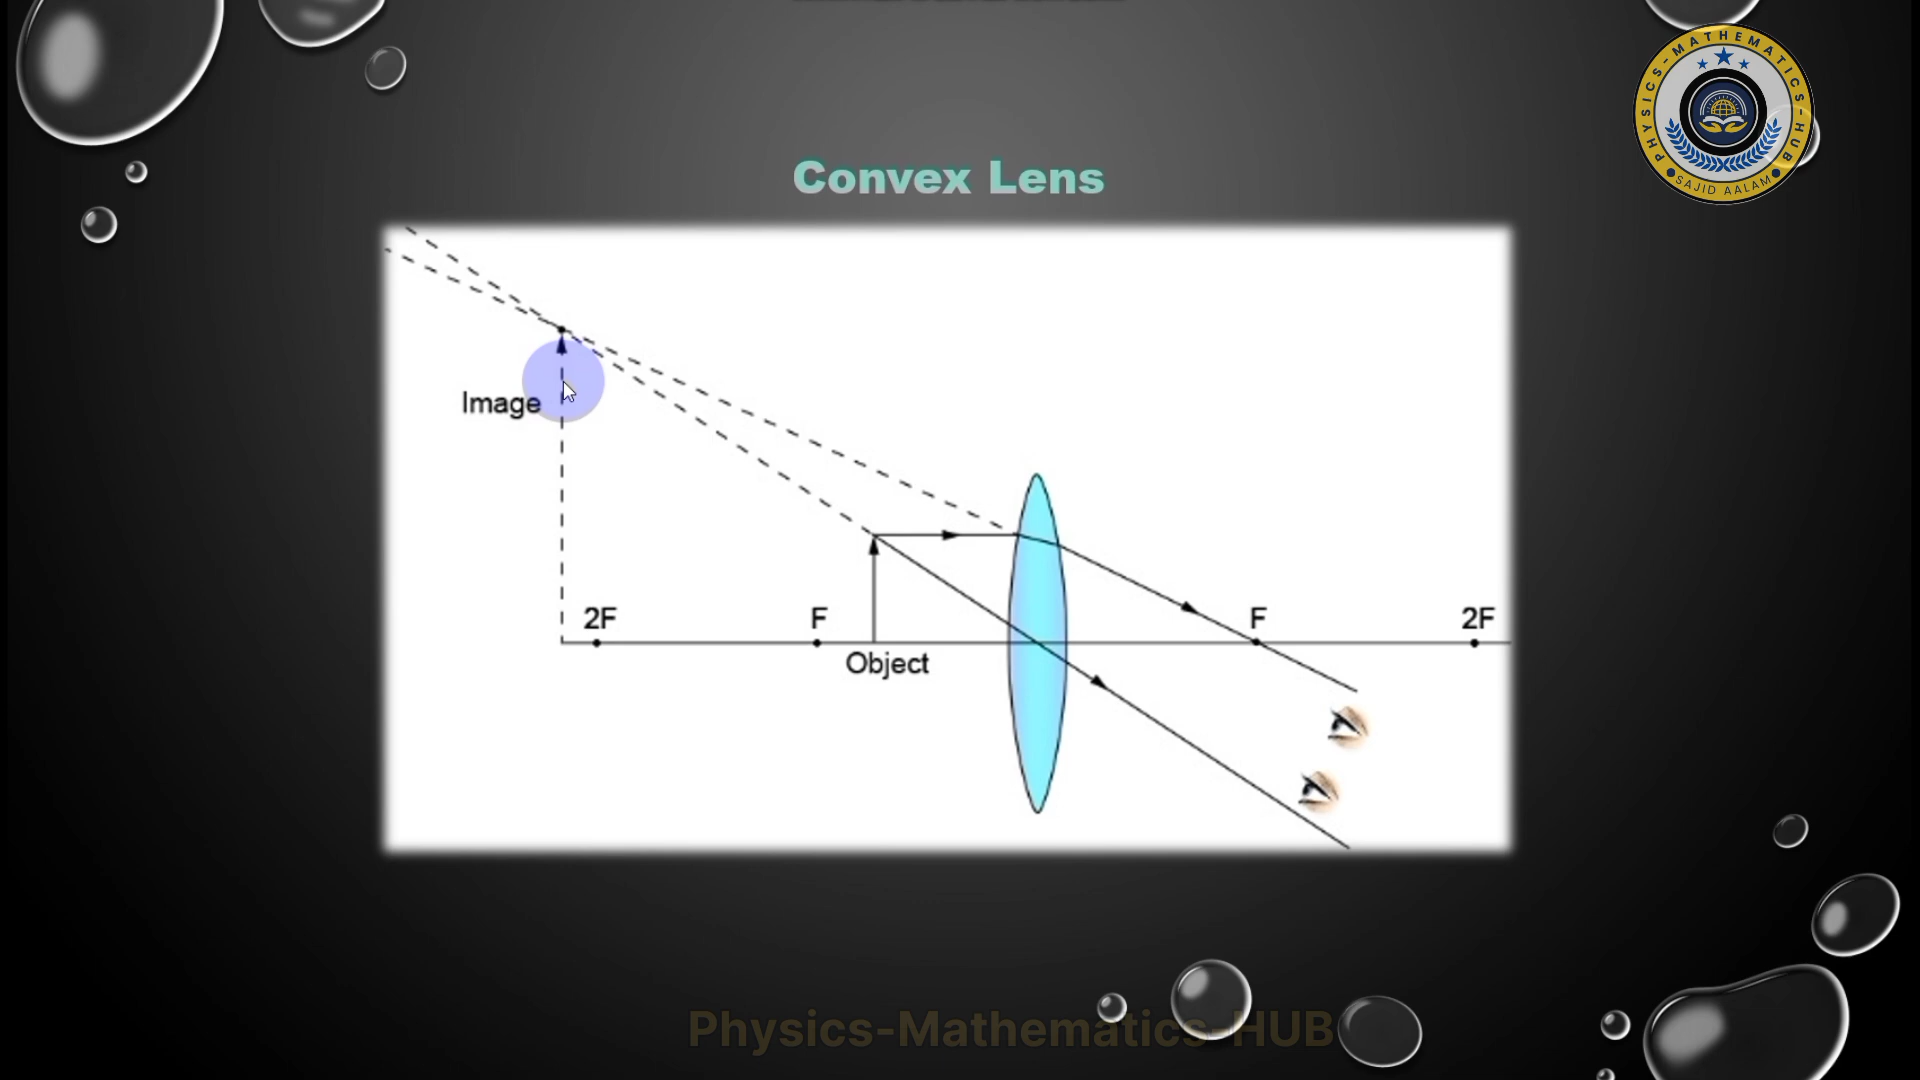 PHYSICS-MATHEMATICS-HUB
SAJID AALAM
Convex Lens
Image
2F
F
F
2F
Object
Physics-Mathematics-HUB